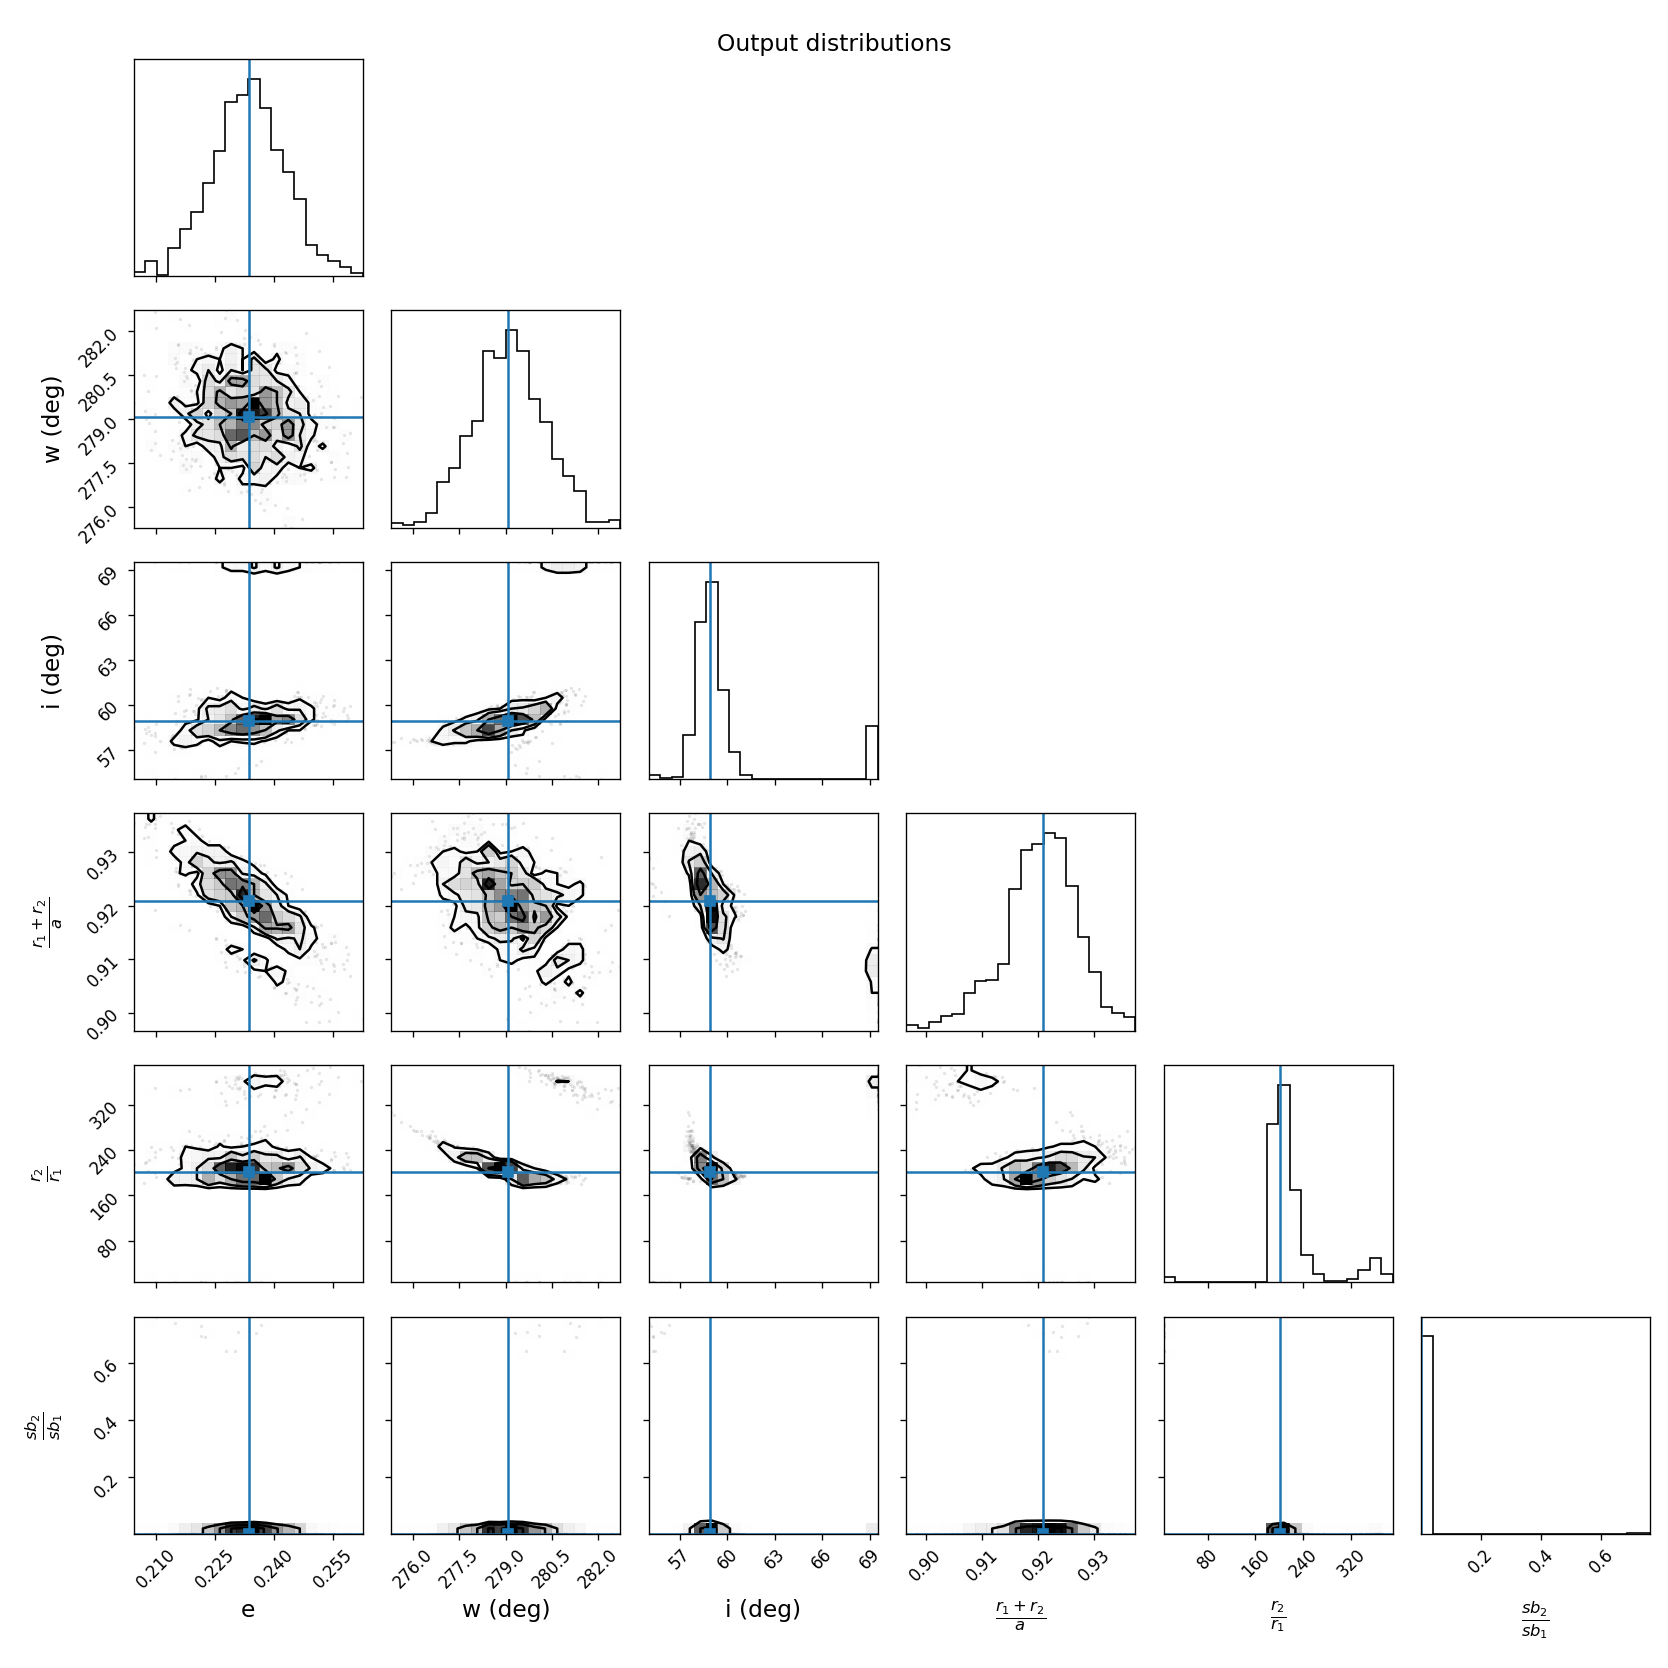 Output distributions
w (deg)
282.0
280.5
279.0
277.5
276.0
i (deg)
69
66
63
60
57
r₁ + r₂
a
0.93
0.92
0.91
0.90
r₂
r₁
320
240
160
80
sb₂
sb₁
0.6
0.4
0.2
0.210 0.225 0.240 0.255 276.0 277.5 279.0 280.5 282.0 57 60 63 66 69 0.90 0.91 0.92 0.93 80 160 240 320 0.2 0.4 0.6
e w (deg) i (deg)
r₁ + r₂
a
r₂
r₁
sb₂
sb₁